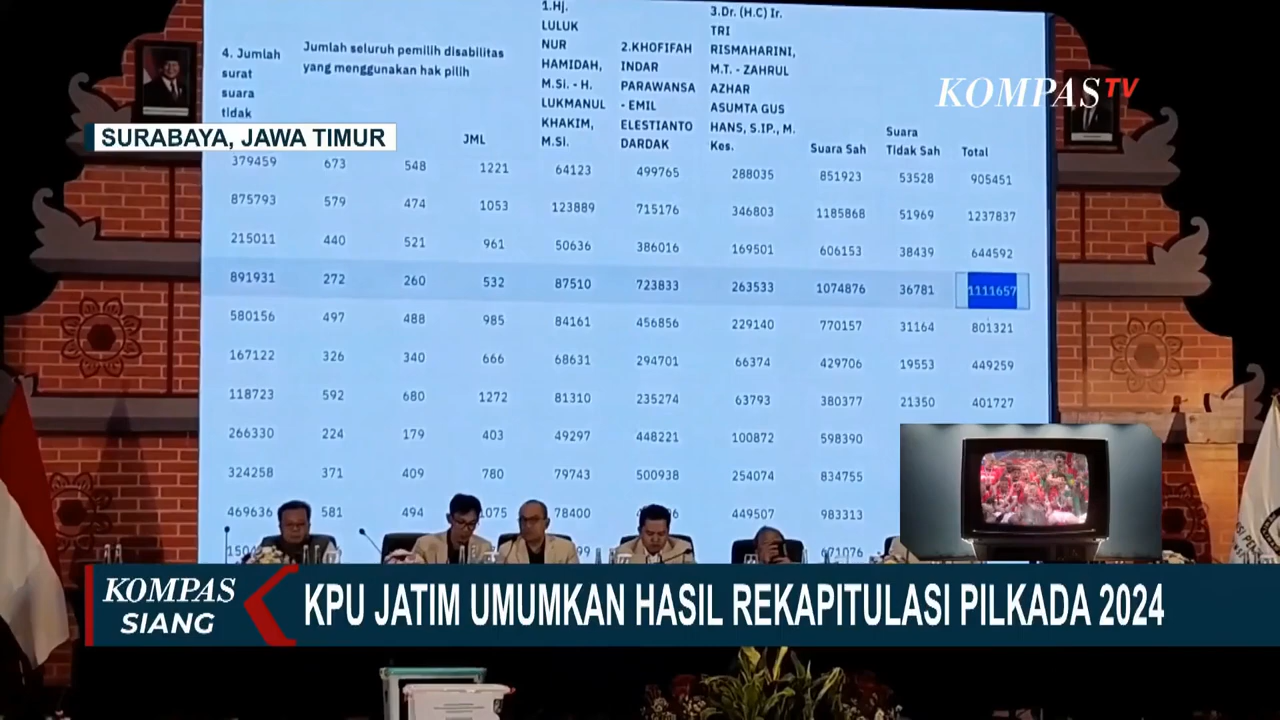 4. Jumlah
surat
suara
tidak
Jumlah seluruh pemilih disabilitas
yang menggunakan hak pilih
JML
1.Hj.
LULUK
NUR
HAMIDAH,
M.Si. - H.
LUKMANUL
KHAKIM,
M.Si.
2.KHOFIFAH
INDAR
PARAWANSA
- EMIL
ELESTIANTO
DARDAK
3.Dr. (H.C) Ir.
TRI
RISMAHARINI,
M.T. - ZAHRUL
AZHAR
ASUMTA GUS
HANS, S.IP., M.
Kes.
Suara Sah
Suara
Tidak Sah
Total
KOMPAS TV
SURABAYA, JAWA TIMUR
379459 673 548 1221 64123 499765 288035 851923 53528 905451
875793 579 474 1053 123889 715176 346803 1185868 51969 1237837
215011 440 521 961 50636 386016 169501 606153 38439 644592
891931 272 260 532 87510 723833 263533 1074876 36781 1111657
580156 497 488 985 84161 456856 229140 770157 31164 801321
167122 326 340 666 68631 294701 66374 429706 19553 449259
118723 592 680 1272 81310 235274 63793 380377 21350 401727
266330 224 179 403 49297 448221 100872 598390
324258 371 409 780 79743 500938 254074 834755
469636 581 494 1075 78400 449507 983313
671076
KOMPAS
SIANG
KPU JATIM UMUMKAN HASIL REKAPITULASI PILKADA 2024